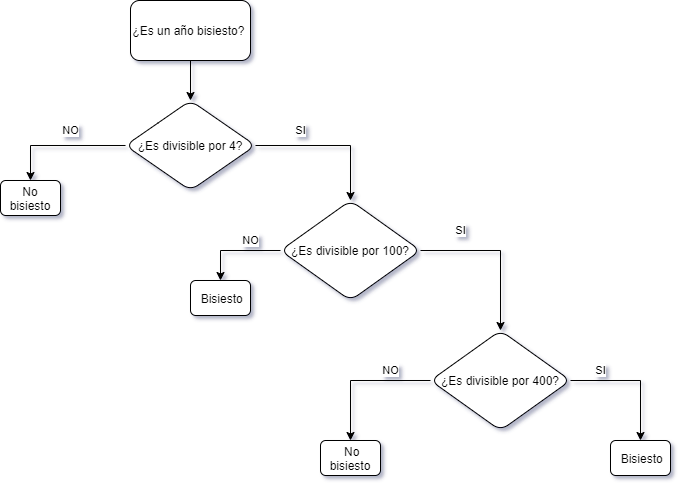 ¿Es un año bisiesto?
NO
SI
¿Es divisible por 4?
No
bisiesto
NO
SI
¿Es divisible por 100?
Bisiesto
NO
SI
¿Es divisible por 400?
No
bisiesto
Bisiesto